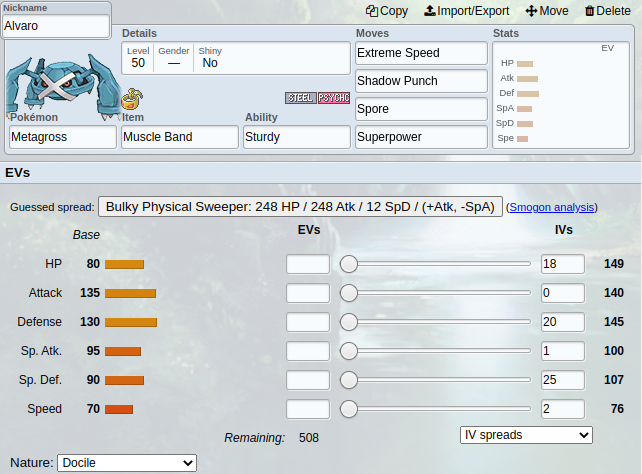 Nickname
Alvaro
Copy Import/Export Move Delete
Details
Level Gender Shiny
50 — No
STEEL PSYCHC
Pokémon
Metagross
Item
Muscle Band
Ability
Sturdy
Moves
Extreme Speed
Shadow Punch
Spore
Superpower
Stats
EV
HP
Atk
Def
SpA
SpD
Spe
EVs
Guessed spread: Bulky Physical Sweeper: 248 HP / 248 Atk / 12 SpD / (+Atk, -SpA) (Smogon analysis)
Base EVs IVs
HP 80 18 149
Attack 135 0 140
Defense 130 20 145
Sp. Atk. 95 1 100
Sp. Def. 90 25 107
Speed 70 2 76
Remaining: 508 IV spreads
Nature: Docile